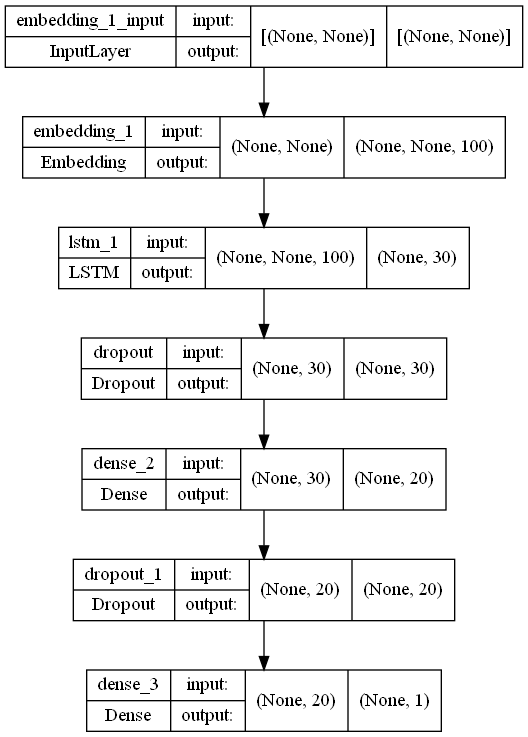 embedding_1_input input: [(None, None)] [(None, None)]
InputLayer output:
embedding_1 input: (None, None) (None, None, 100)
Embedding output:
lstm_1 input: (None, None, 100) (None, 30)
LSTM output:
dropout input: (None, 30) (None, 30)
Dropout output:
dense_2 input: (None, 30) (None, 20)
Dense output:
dropout_1 input: (None, 20) (None, 20)
Dropout output:
dense_3 input: (None, 20) (None, 1)
Dense output: